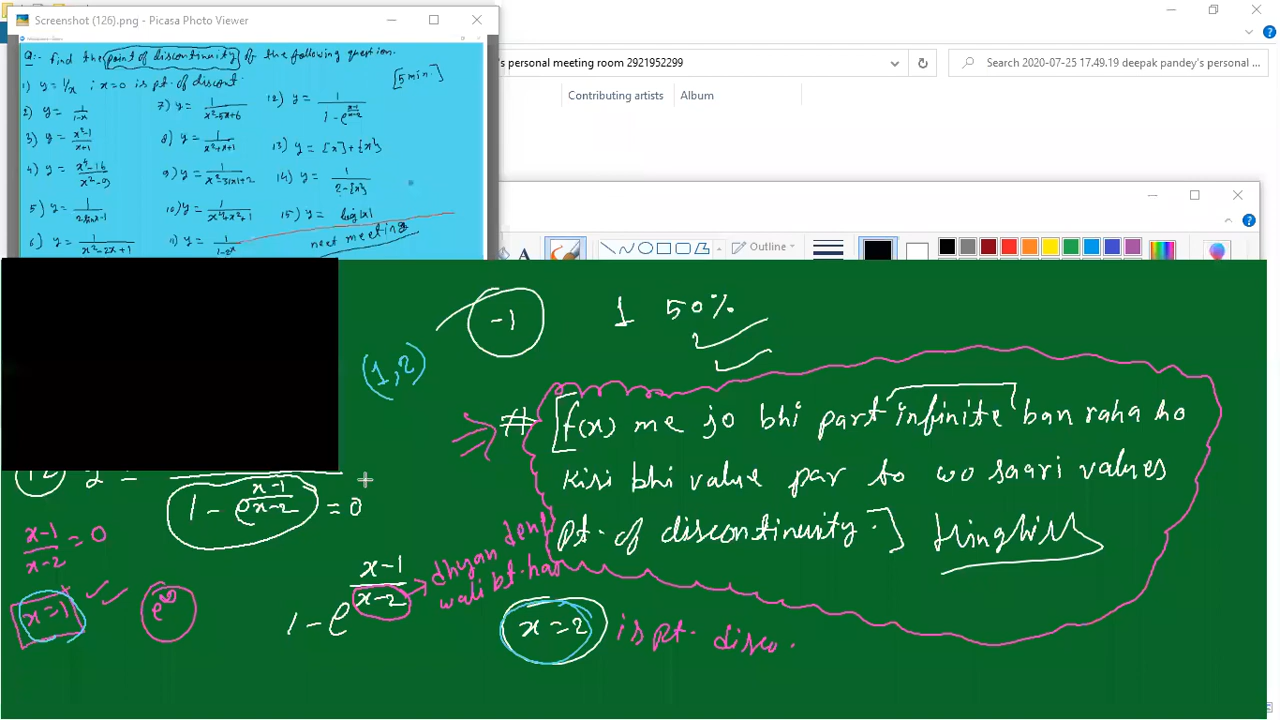 Screenshot (126).png - Picasa Photo Viewer
Q:- find the point of discontinuity of the following question.
[5 min.]
1) y = 1/x ; x=0 is pt. of discont.
2) y = 1/(1-x)
3) y = (x²-1)/(x+1)
4) y = (x⁴-16)/(x²-9)
5) y = 1/(2sinx-1)
6) y = 1/(x²-2x+1)
7) y = 1/(x²-5x+6)
8) y = 1/(x²+x+1)
9) y = 1/(x²-3|x|+2)
10) y = 1/(x⁴+x²+1)
11) y = 1/(1-2ˣ)
12) y = 1/(1-e^((x-1)/(x-2)))
13) y = [x]+{x}
14) y = 1/(2-{x})
15) y = log|x|
next meeting
's personal meeting room 2921952299
Search 2020-07-25 17.49.19 deepak pandey's personal ...
Contributing artists
Album
A
Outline
-1
1 50%
(1,2)
# [f(x) me jo bhi part infinite ban raha ho
kisi bhi value par to wo saari values
pt. of discontinuity.] Hinglish
12 y =
1 - e^((x-1)/(x-2)) = 0
(x-1)/(x-2) = 0
x=1
e^∞
1 - e^((x-1)/(x-2))
dhyan dene
wali bt. hai
x=2 is pt. disco.